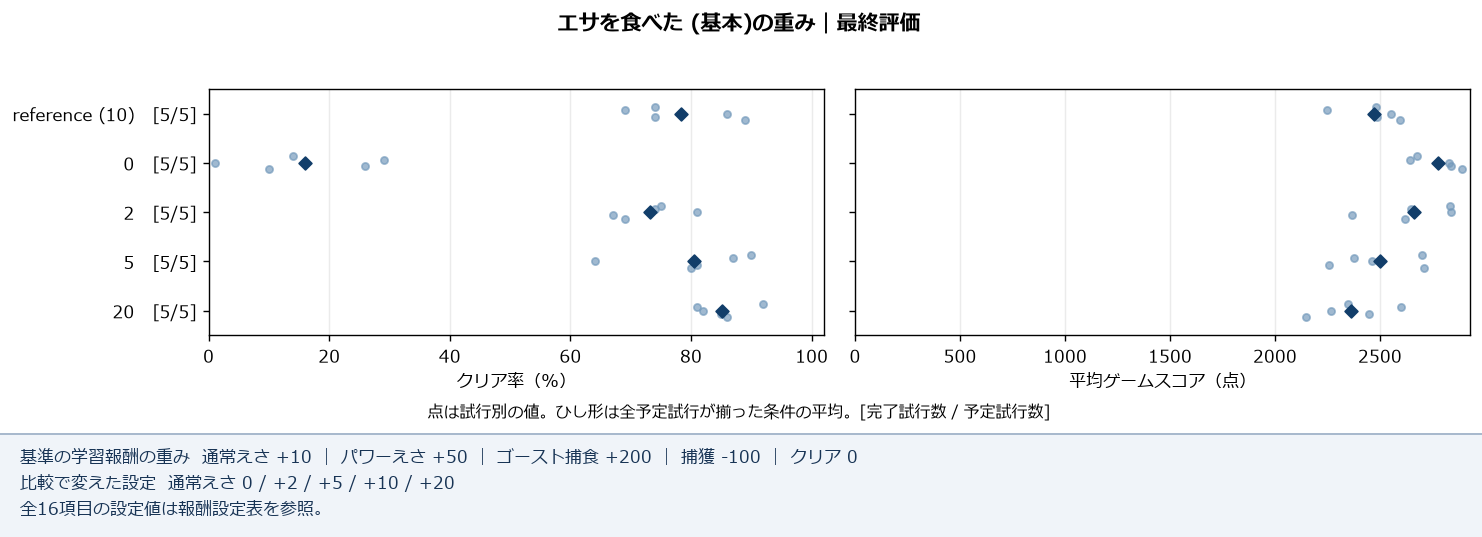 エサを食べた (基本)の重み｜最終評価
reference (10) [5/5]
0 [5/5]
2 [5/5]
5 [5/5]
20 [5/5]
0 20 40 60 80 100
クリア率（%）
0 500 1000 1500 2000 2500
平均ゲームスコア（点）
点は試行別の値。ひし形は全予定試行が揃った条件の平均。[完了試行数 / 予定試行数]
基準の学習報酬の重み 通常えさ +10 ｜ パワーえさ +50 ｜ ゴースト捕食 +200 ｜ 捕獲 -100 ｜ クリア 0
比較で変えた設定 通常えさ 0 / +2 / +5 / +10 / +20
全16項目の設定値は報酬設定表を参照。